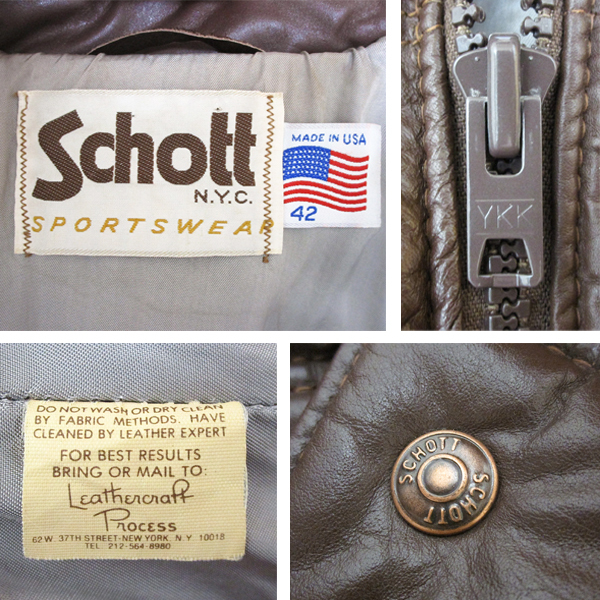 Schott
N.Y.C.
SPORTSWEAR
MADE IN USA
42
YKK
DO NOT WASH OR DRY CLEAN
BY FABRIC METHODS. HAVE
CLEANED BY LEATHER EXPERT
FOR BEST RESULTS
BRING OR MAIL TO:
Leathercraft
Process
62 W. 37TH STREET-NEW YORK, N.Y. 10018
TEL. 212-564-8980
SCHOTT
SCHOTT